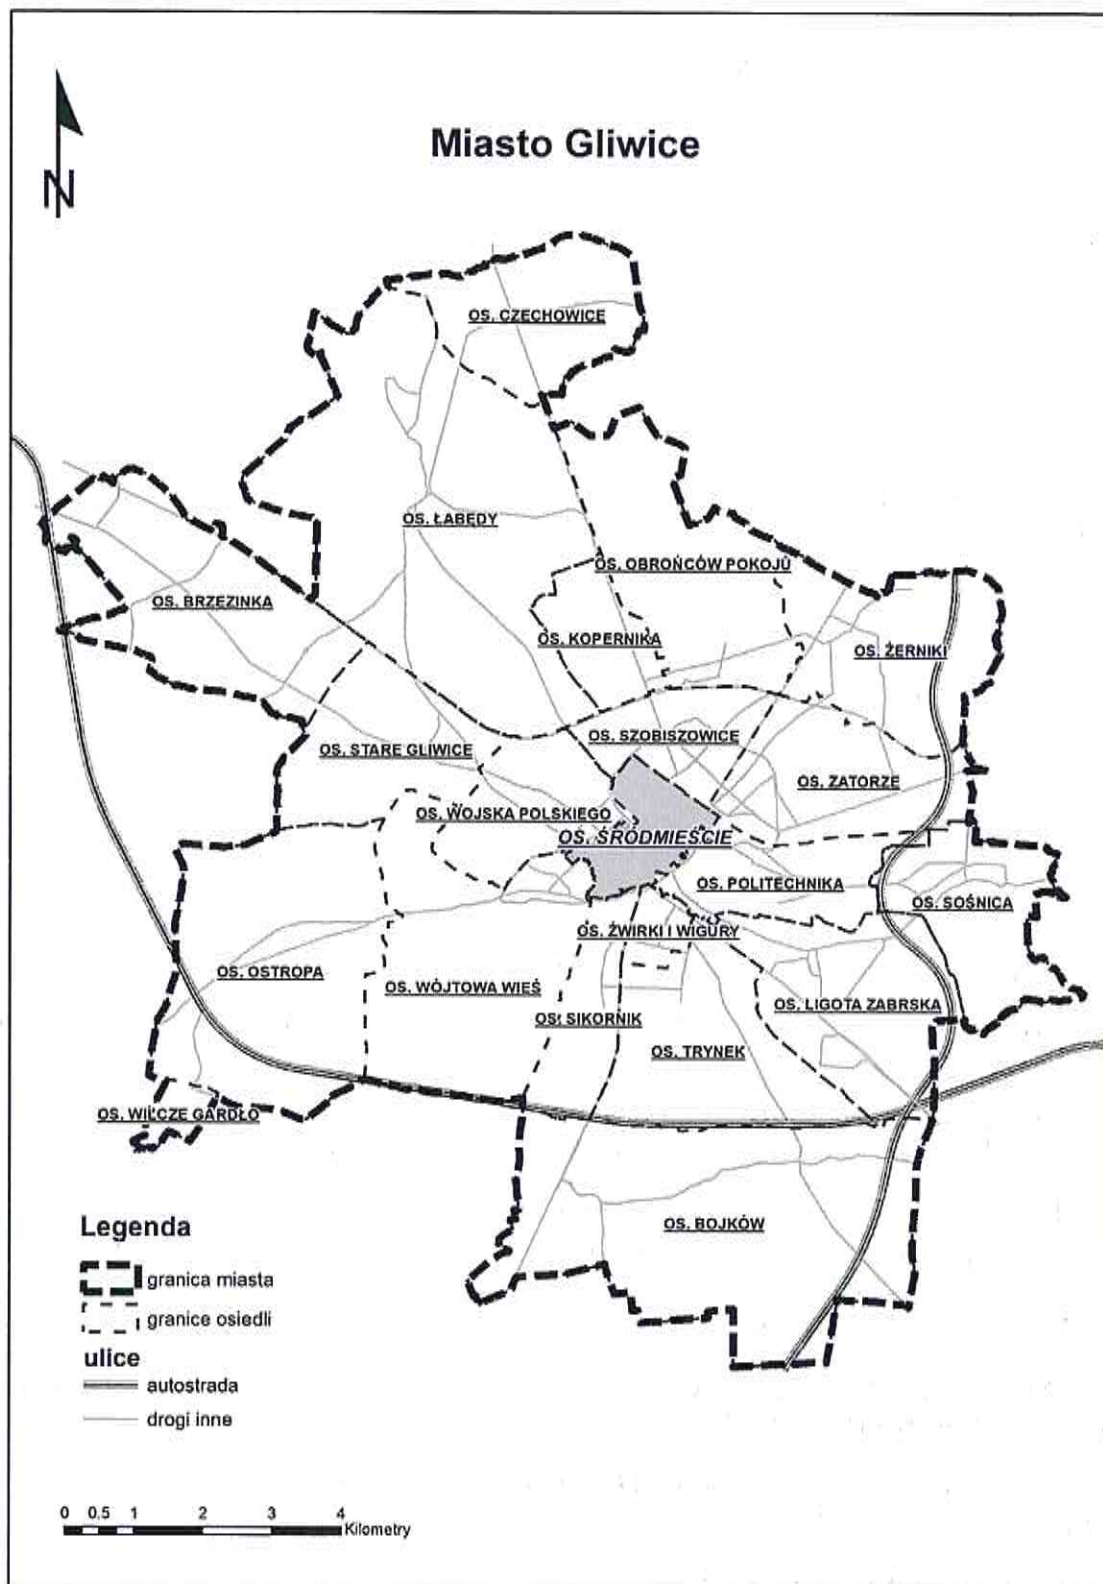 Miasto Gliwice
N
OS. CZECHOWICE
OS. ŁABĘDY
OS. OBROŃCÓW POKOJU
OS. BRZEZINKA
OS. KOPERNIKA
OS. ŻERNIKI
OS. SZOBISZOWICE
OS. STARE GLIWICE
OS. ZATORZE
OS. WOJSKA POLSKIEGO
OS. ŚRÓDMIEŚCIE
OS. POLITECHNIKA
OS. SOŚNICA
OS. ŻWIRKI I WIGURY
OS. OSTROPA
OS. WÓJTOWA WIEŚ
OS. LIGOTA ZABRSKA
OS. SIKORNIK
OS. TRYNEK
OS. WILCZE GARDŁO
OS. BOJKÓW
Legenda
granica miasta
granice osiedli
ulice
autostrada
drogi inne
0 0.5 1 2 3 4
Kilometry